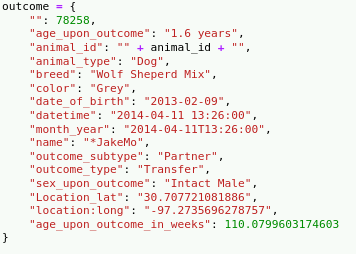 outcome = {
    "": 78258,
    "age_upon_outcome": "1.6 years",
    "animal_id": "" + animal_id + "",
    "animal_type": "Dog",
    "breed": "Wolf Sheperd Mix",
    "color": "Grey",
    "date_of_birth": "2013-02-09",
    "datetime": "2014-04-11 13:26:00",
    "month_year": "2014-04-11T13:26:00",
    "name": "*JakeMo",
    "outcome_subtype": "Partner",
    "outcome_type": "Transfer",
    "sex_upon_outcome": "Intact Male",
    "Location_lat": "30.707721081886",
    "location:long": "-97.2735696278757",
    "age_upon_outcome_in_weeks": 110.0799603174603
}